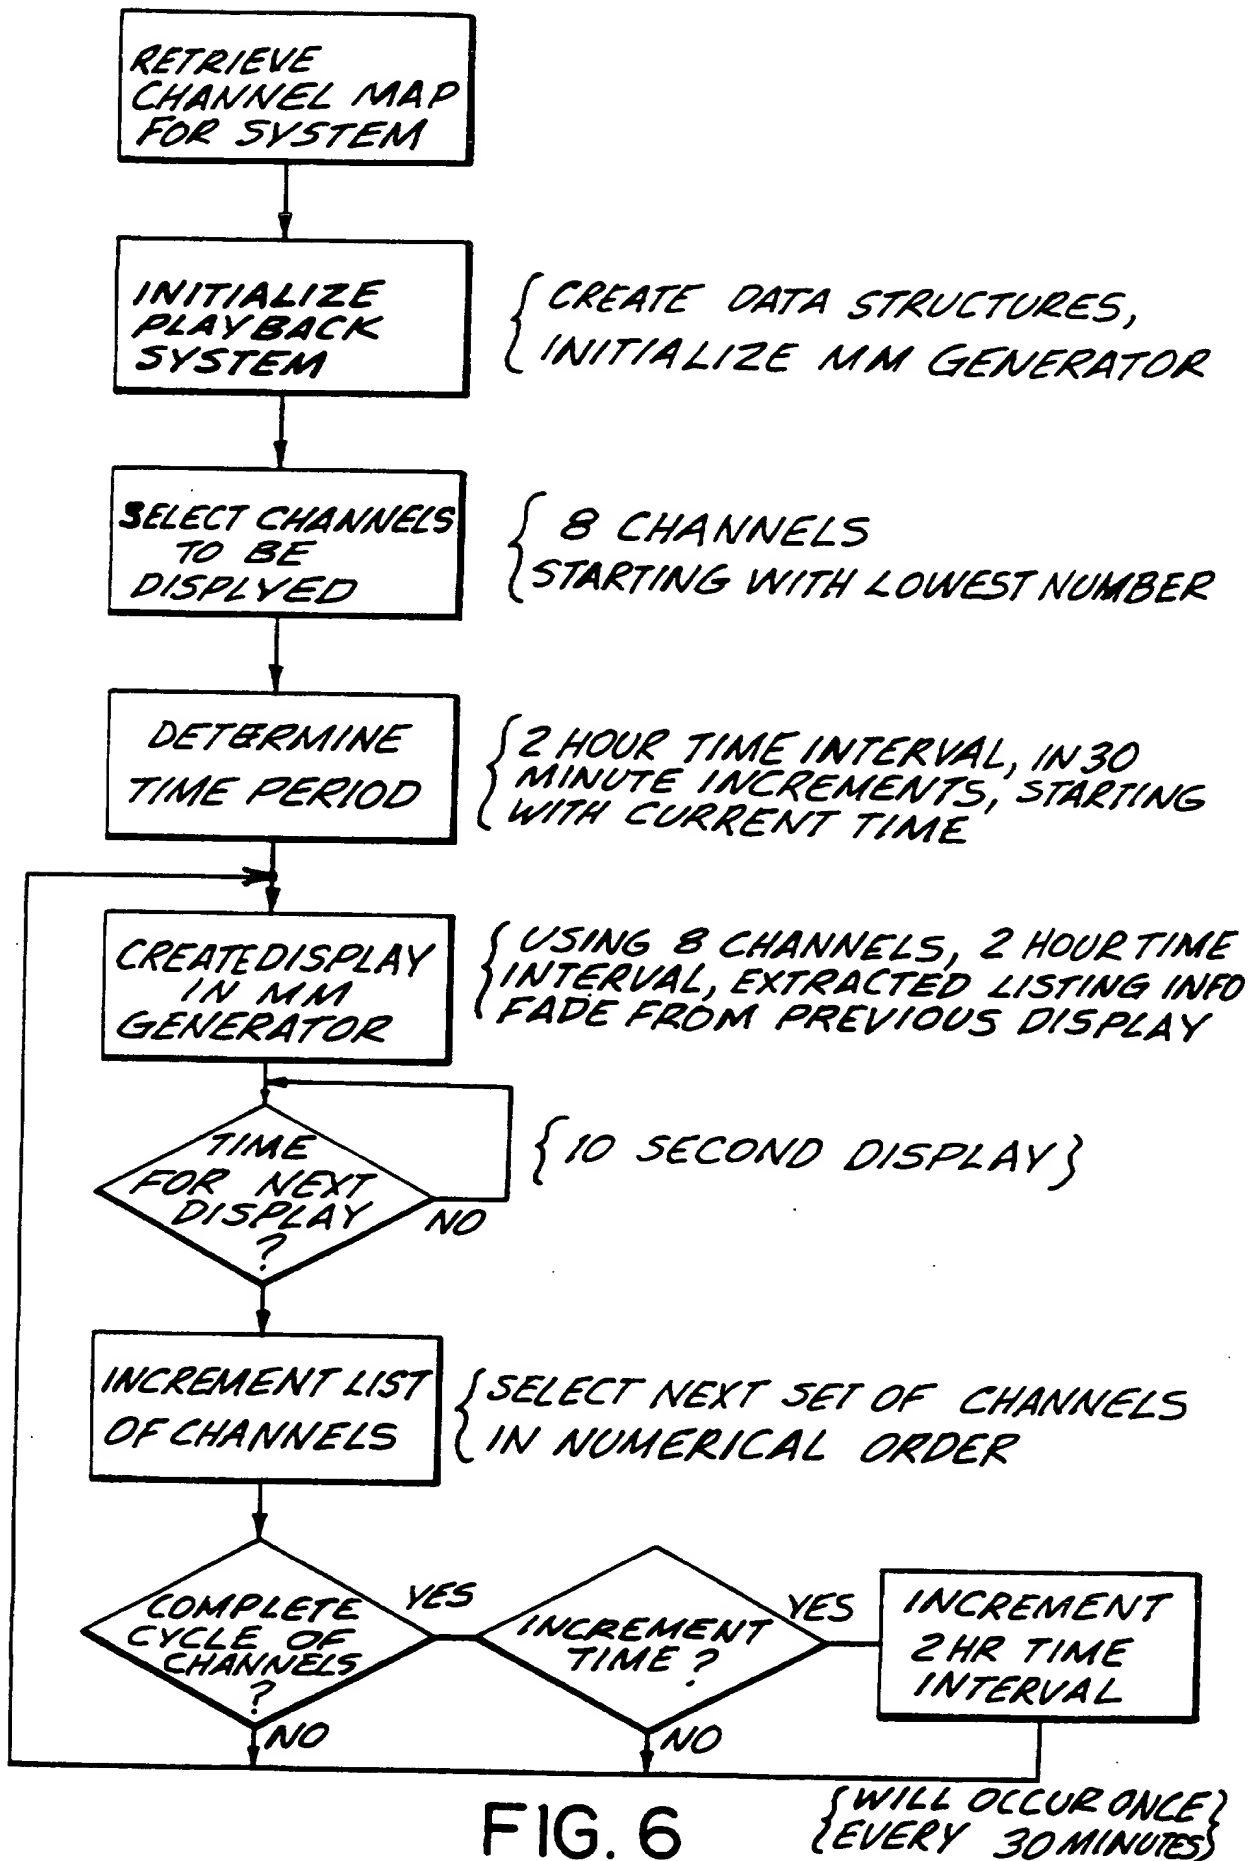 RETRIEVE
CHANNEL MAP
FOR SYSTEM
INITIALIZE
PLAYBACK
SYSTEM
{ CREATE DATA STRUCTURES,
INITIALIZE MM GENERATOR
SELECT CHANNELS
TO BE
DISPLYED
{ 8 CHANNELS
STARTING WITH LOWEST NUMBER
DETERMINE
TIME PERIOD
{ 2 HOUR TIME INTERVAL, IN 30
MINUTE INCREMENTS, STARTING
WITH CURRENT TIME
CREATE DISPLAY
IN MM
GENERATOR
{ USING 8 CHANNELS, 2 HOUR TIME
INTERVAL, EXTRACTED LISTING INFO
FADE FROM PREVIOUS DISPLAY
TIME
FOR NEXT
DISPLAY
?
NO
{ 10 SECOND DISPLAY }
INCREMENT LIST
OF CHANNELS
{ SELECT NEXT SET OF CHANNELS
IN NUMERICAL ORDER
COMPLETE
CYCLE OF
CHANNELS
?
YES
NO
INCREMENT
TIME ?
YES
NO
INCREMENT
2 HR TIME
INTERVAL
{ WILL OCCUR ONCE }
{ EVERY 30 MINUTES }
FIG. 6